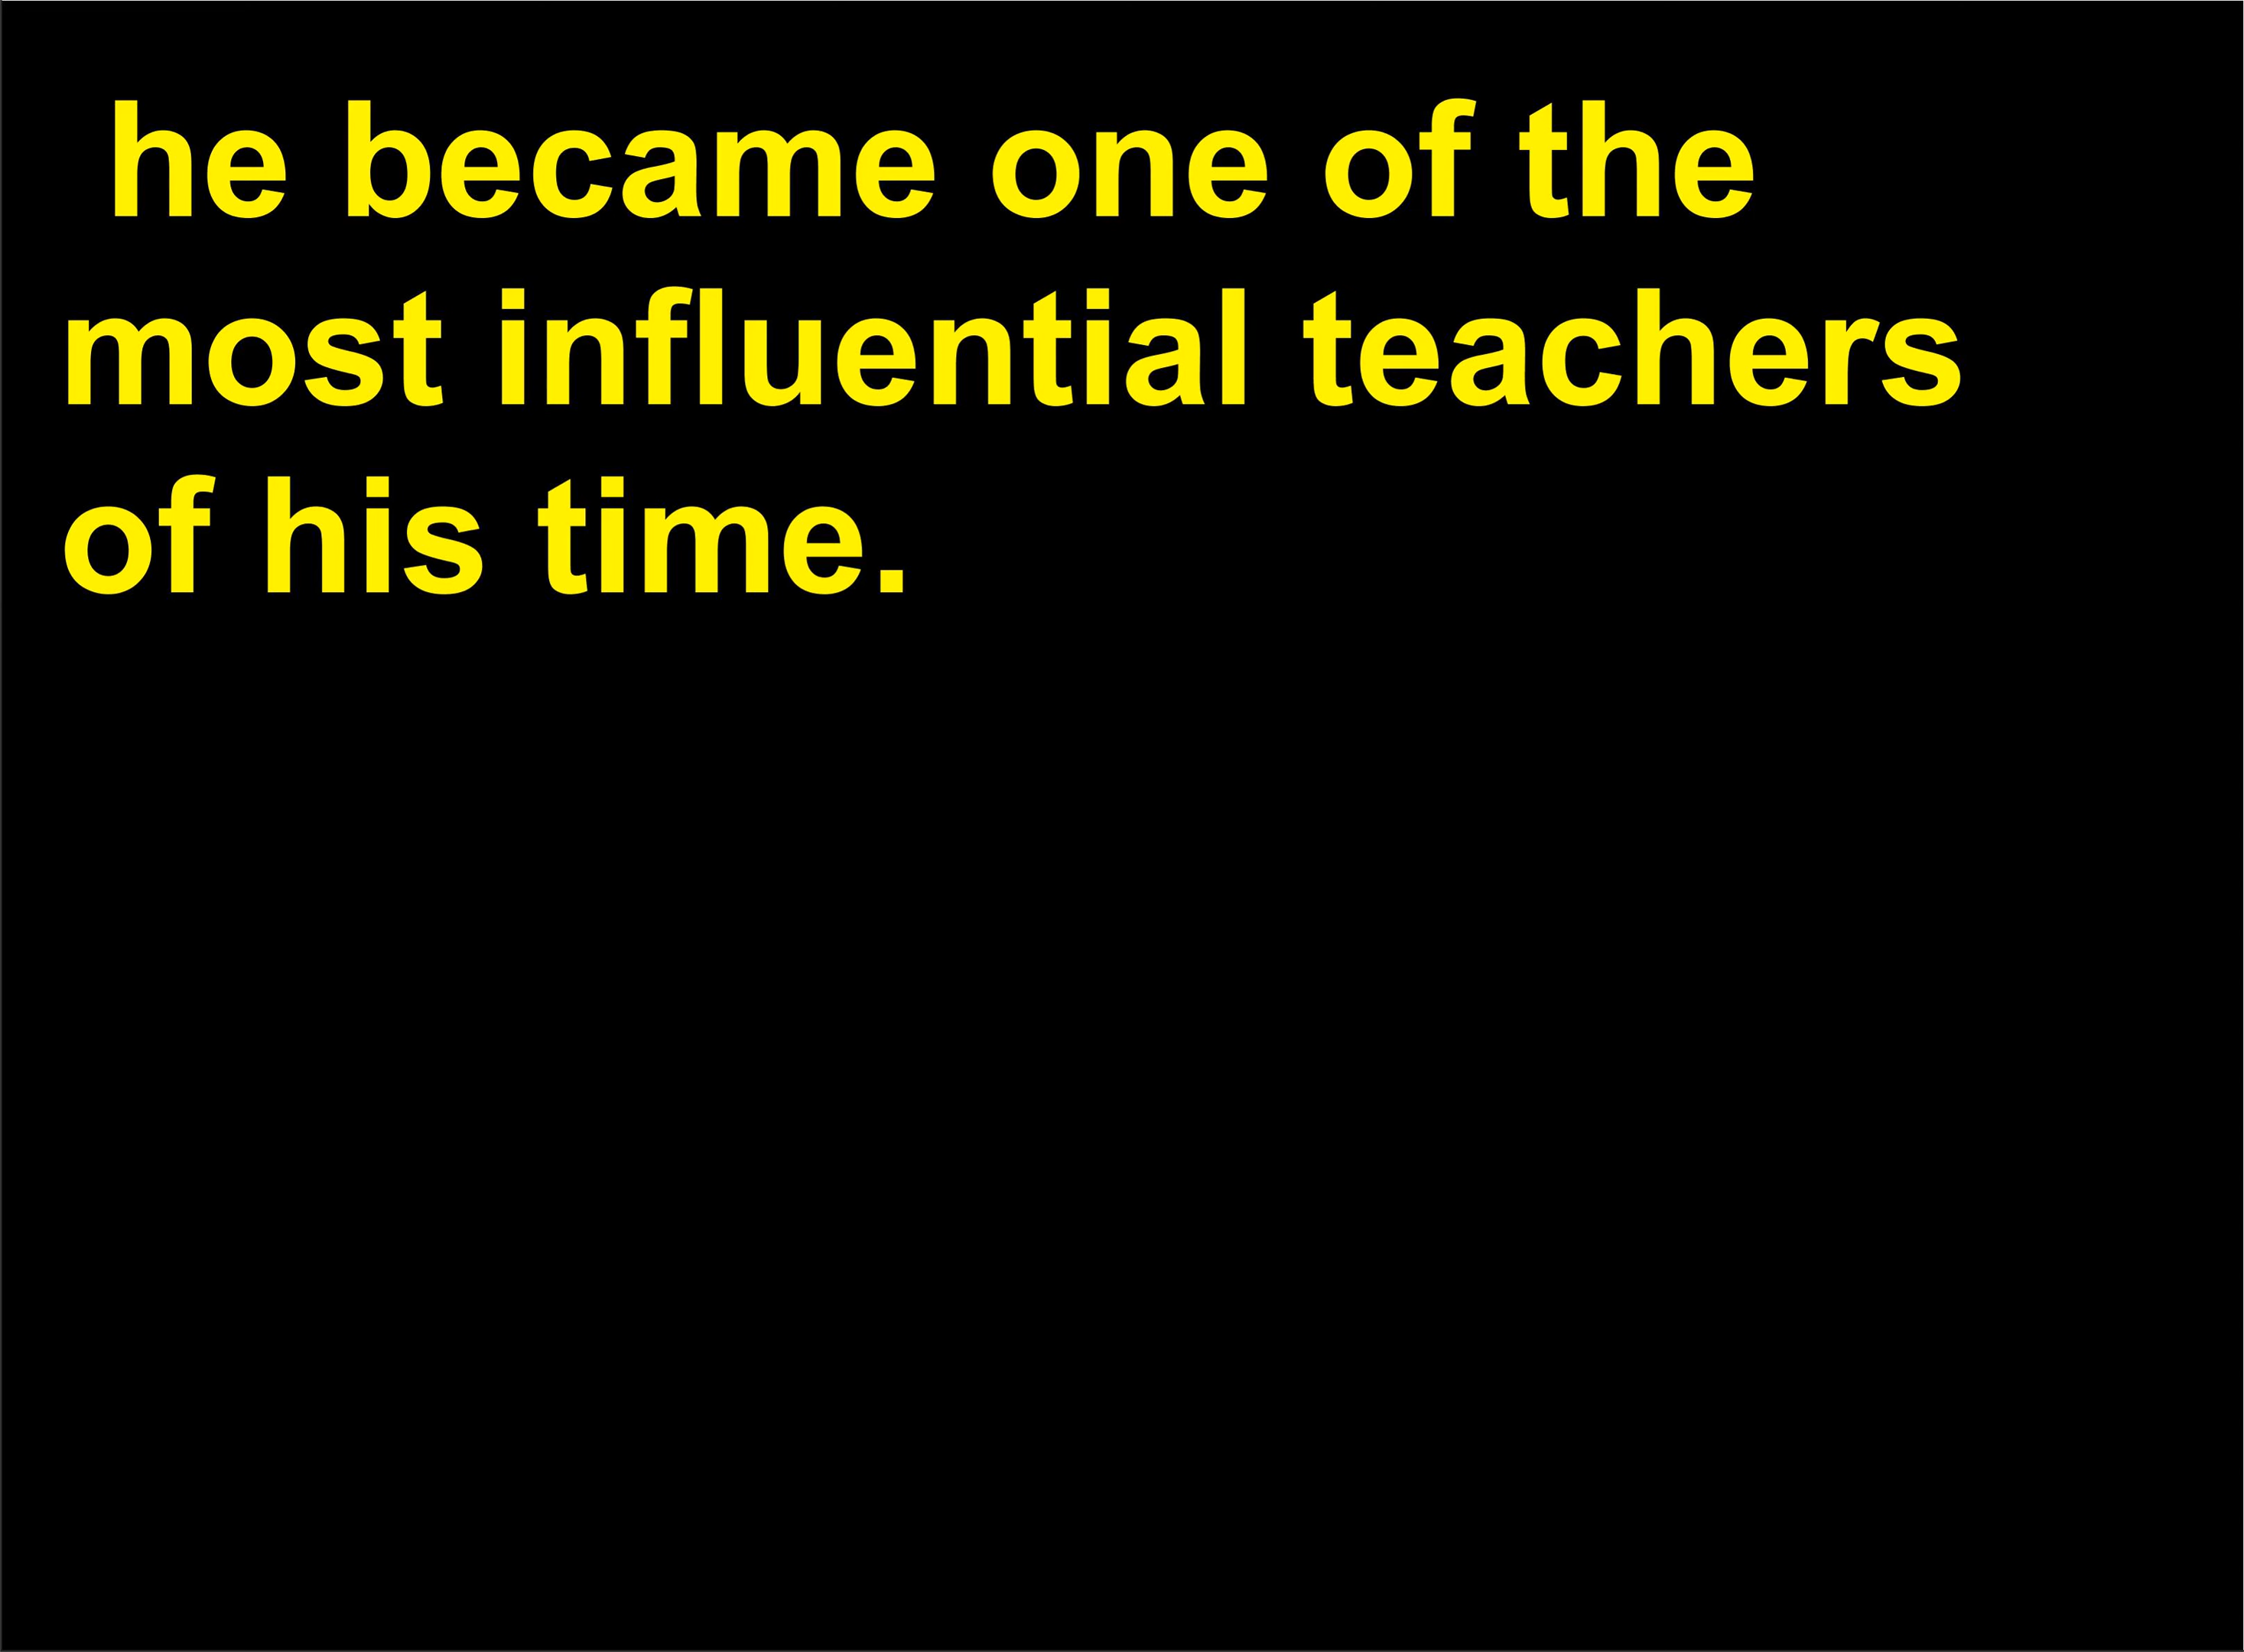 he became one of the
most influential teachers
of his time.